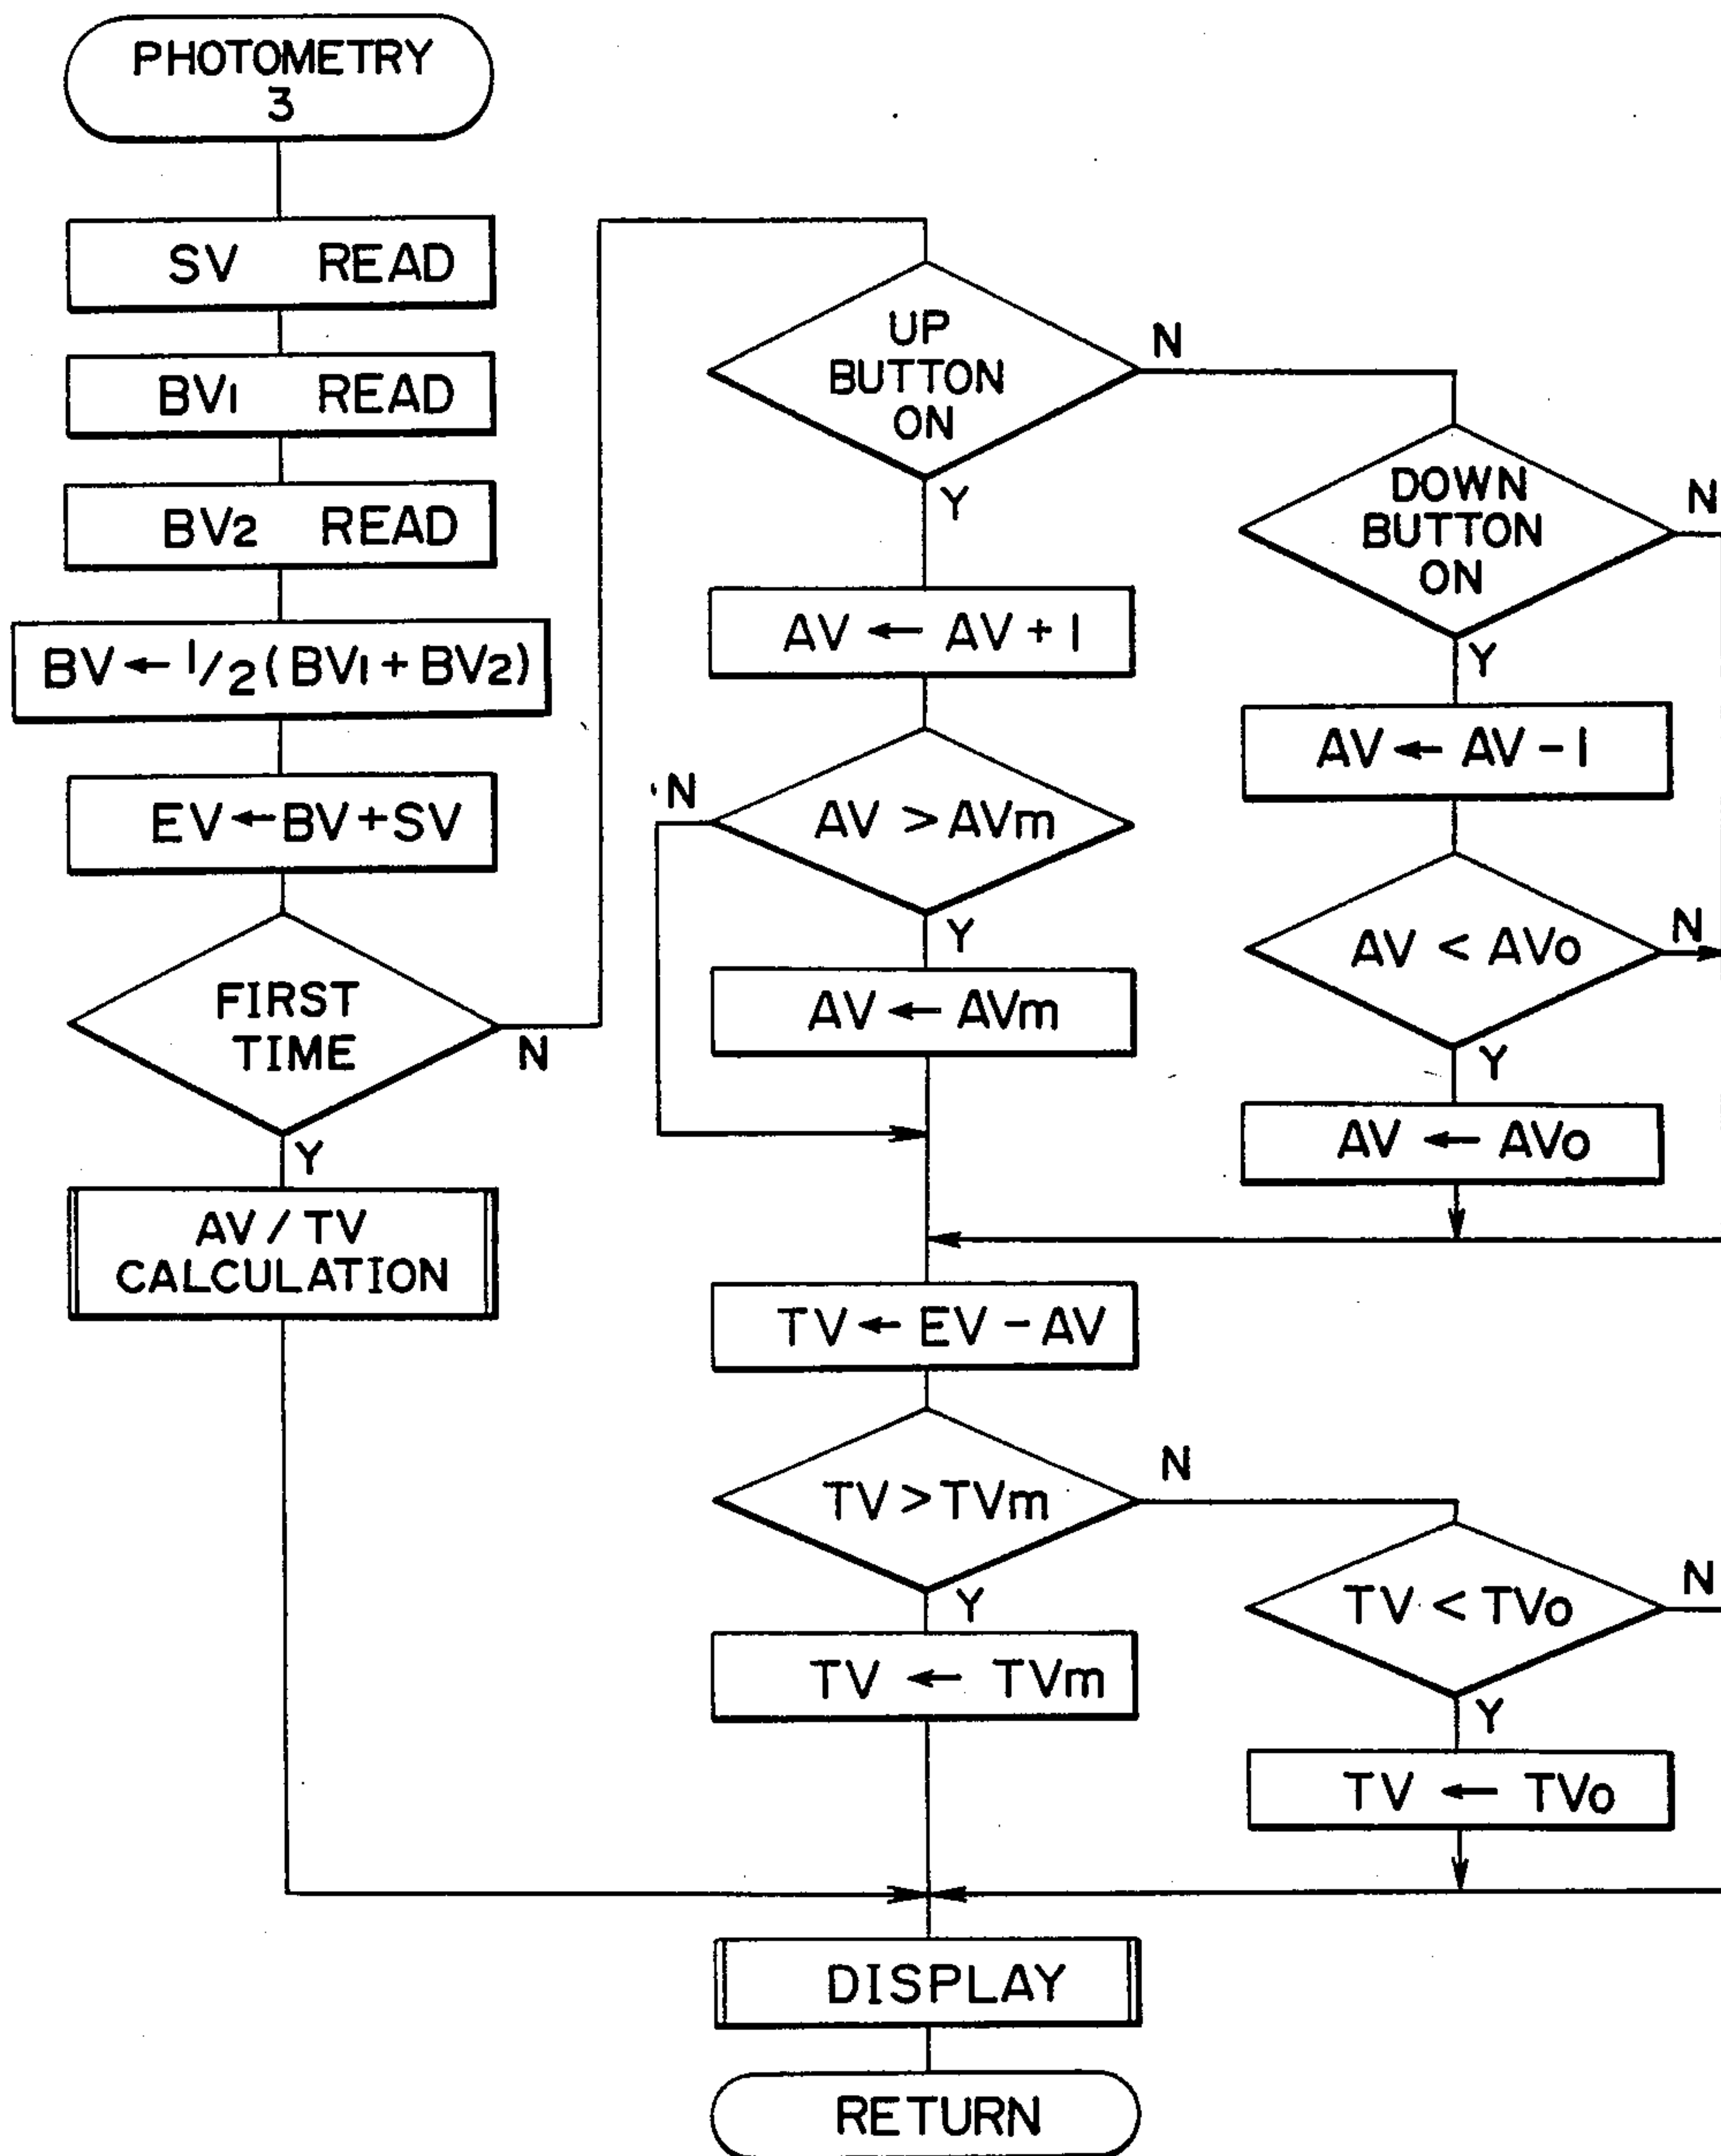 PHOTOMETRY
3
SV READ
BV1 READ
BV2 READ
BV ← 1/2 (BV1 + BV2)
EV ← BV + SV
FIRST
TIME
N
Y
AV / TV
CALCULATION
UP
BUTTON
ON
N
Y
AV ← AV + 1
AV > AVm
N
Y
AV ← AVm
DOWN
BUTTON
ON
N
Y
AV ← AV - 1
AV < AVo
N
Y
AV ← AVo
TV ← EV - AV
TV > TVm
N
Y
TV ← TVm
TV < TVo
N
Y
TV ← TVo
DISPLAY
RETURN